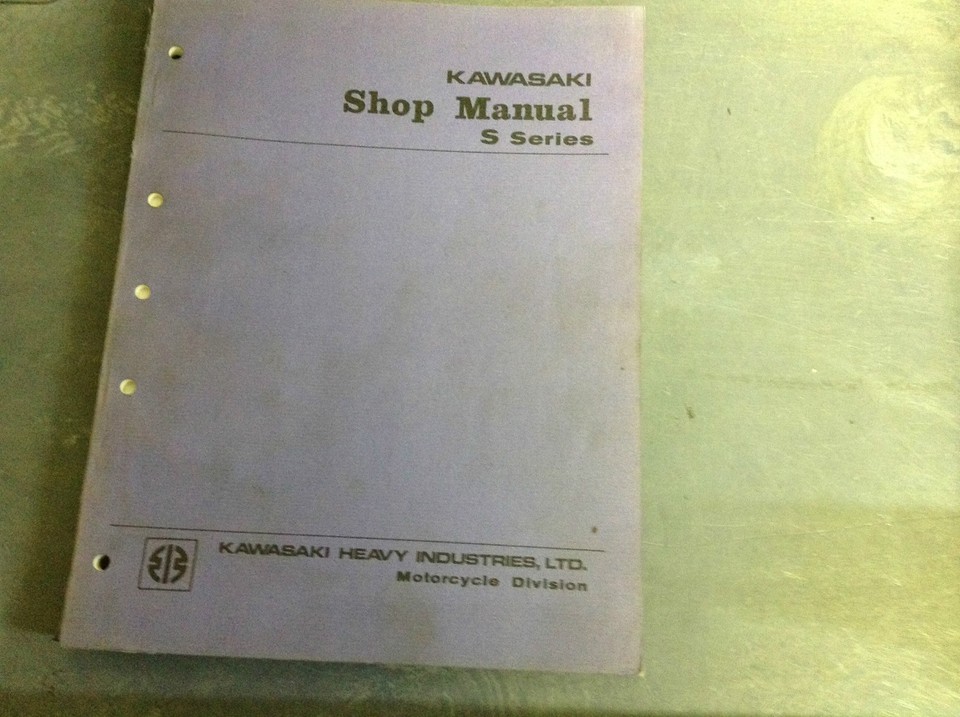 KAWASAKI
Shop Manual
S Series
KAWASAKI HEAVY INDUSTRIES, LTD.
Motorcycle Division